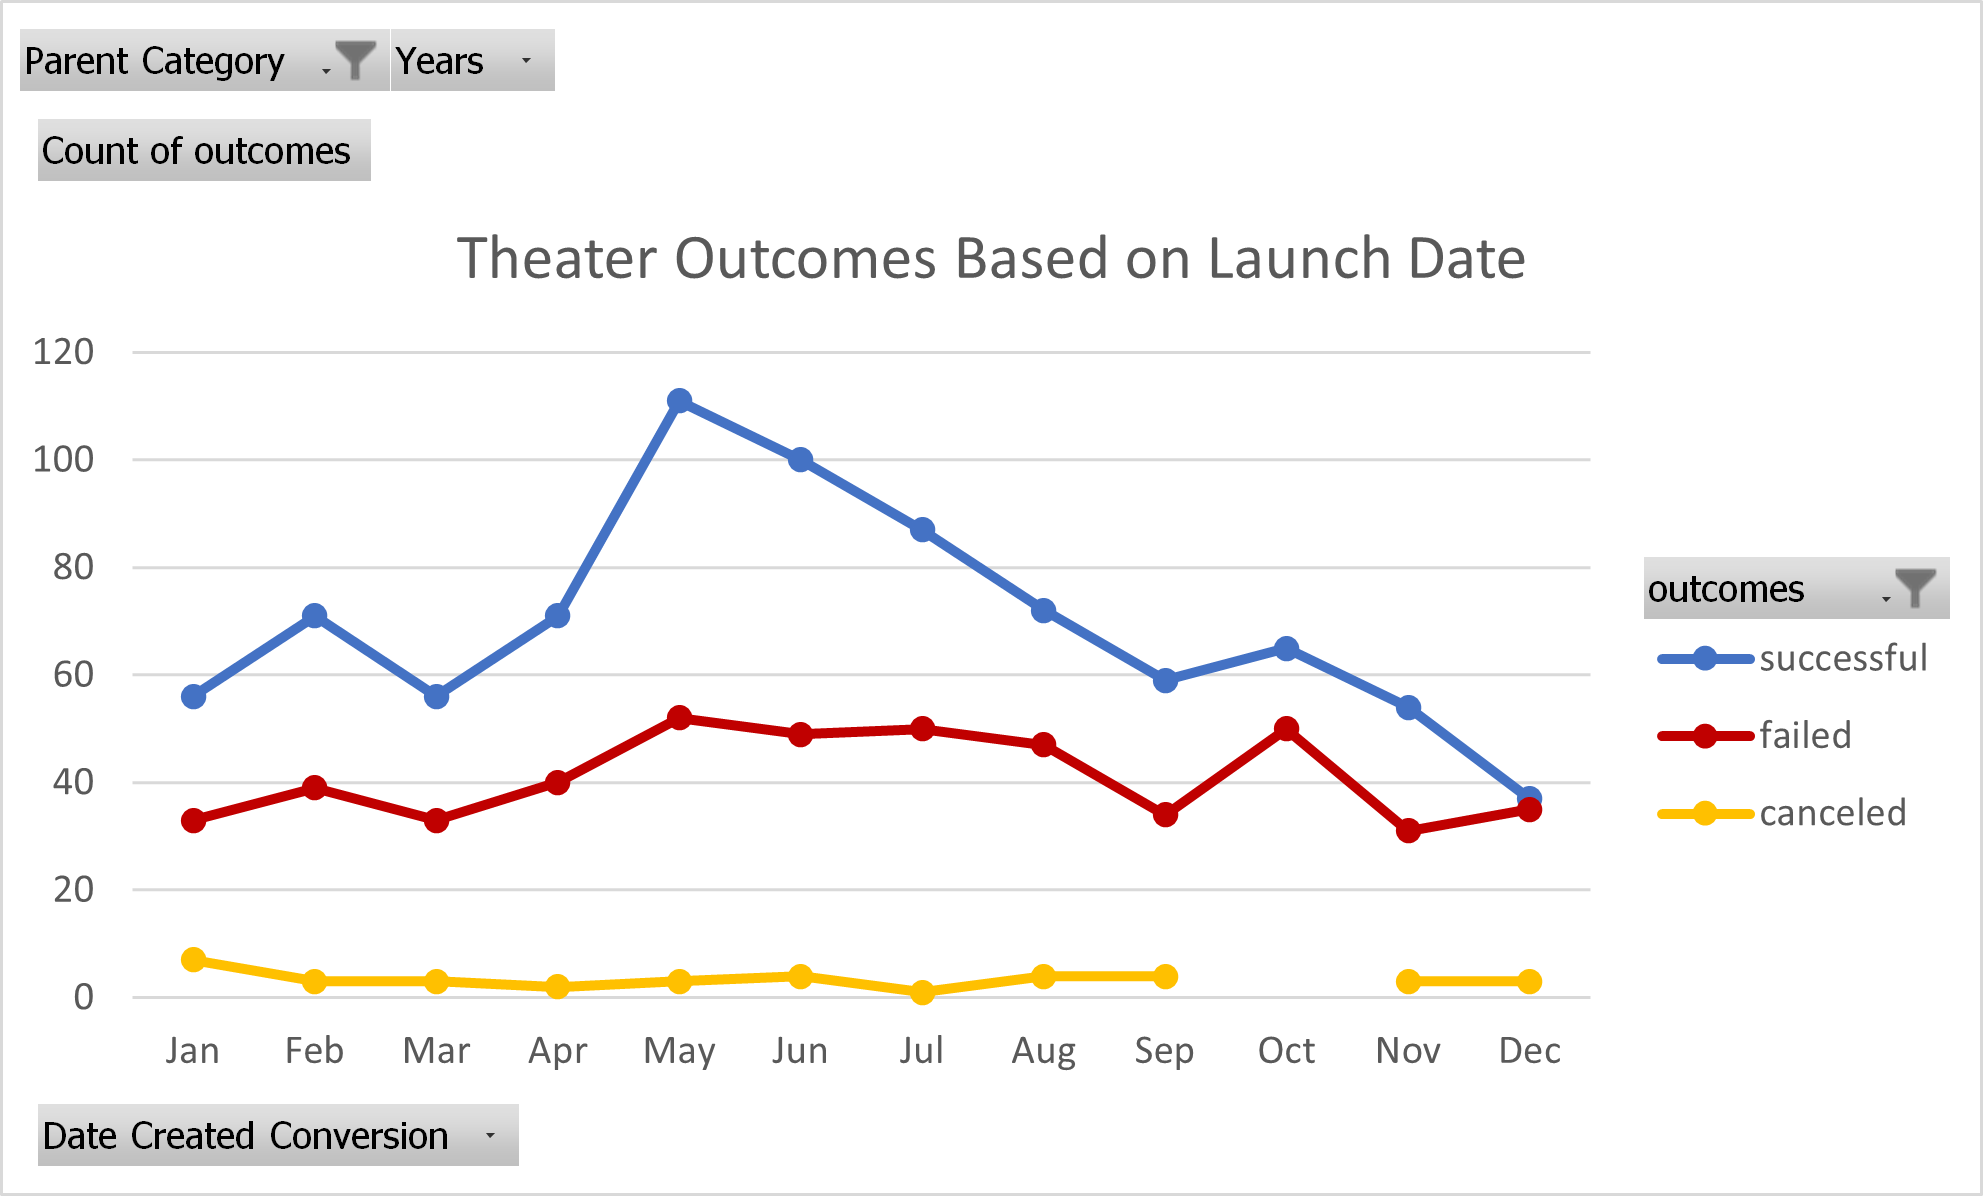 Parent Category Years
Count of outcomes
Theater Outcomes Based on Launch Date
120
100
80
60
40
20
0
Jan Feb Mar Apr May Jun Jul Aug Sep Oct Nov Dec
outcomes
successful
failed
canceled
Date Created Conversion